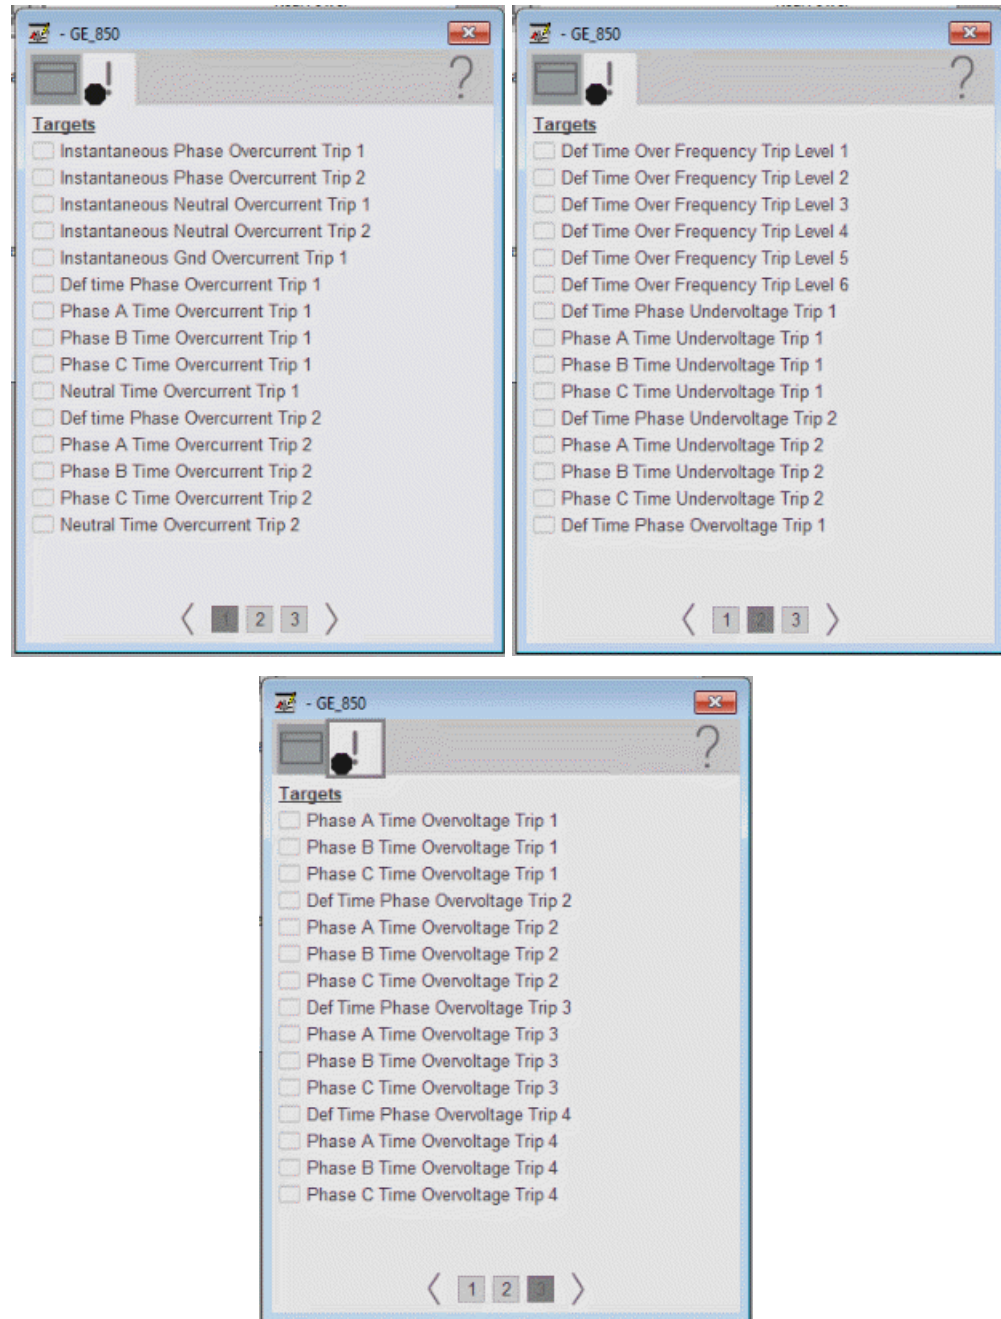 - GE_850
Targets
Instantaneous Phase Overcurrent Trip 1
Instantaneous Phase Overcurrent Trip 2
Instantaneous Neutral Overcurrent Trip 1
Instantaneous Neutral Overcurrent Trip 2
Instantaneous Gnd Overcurrent Trip 1
Def time Phase Overcurrent Trip 1
Phase A Time Overcurrent Trip 1
Phase B Time Overcurrent Trip 1
Phase C Time Overcurrent Trip 1
Neutral Time Overcurrent Trip 1
Def time Phase Overcurrent Trip 2
Phase A Time Overcurrent Trip 2
Phase B Time Overcurrent Trip 2
Phase C Time Overcurrent Trip 2
Neutral Time Overcurrent Trip 2
1 2 3
- GE_850
Targets
Def Time Over Frequency Trip Level 1
Def Time Over Frequency Trip Level 2
Def Time Over Frequency Trip Level 3
Def Time Over Frequency Trip Level 4
Def Time Over Frequency Trip Level 5
Def Time Over Frequency Trip Level 6
Def Time Phase Undervoltage Trip 1
Phase A Time Undervoltage Trip 1
Phase B Time Undervoltage Trip 1
Phase C Time Undervoltage Trip 1
Def Time Phase Undervoltage Trip 2
Phase A Time Undervoltage Trip 2
Phase B Time Undervoltage Trip 2
Phase C Time Undervoltage Trip 2
Def Time Phase Overvoltage Trip 1
1 2 3
- GE_850
Targets
Phase A Time Overvoltage Trip 1
Phase B Time Overvoltage Trip 1
Phase C Time Overvoltage Trip 1
Def Time Phase Overvoltage Trip 2
Phase A Time Overvoltage Trip 2
Phase B Time Overvoltage Trip 2
Phase C Time Overvoltage Trip 2
Def Time Phase Overvoltage Trip 3
Phase A Time Overvoltage Trip 3
Phase B Time Overvoltage Trip 3
Phase C Time Overvoltage Trip 3
Def Time Phase Overvoltage Trip 4
Phase A Time Overvoltage Trip 4
Phase B Time Overvoltage Trip 4
Phase C Time Overvoltage Trip 4
1 2 3